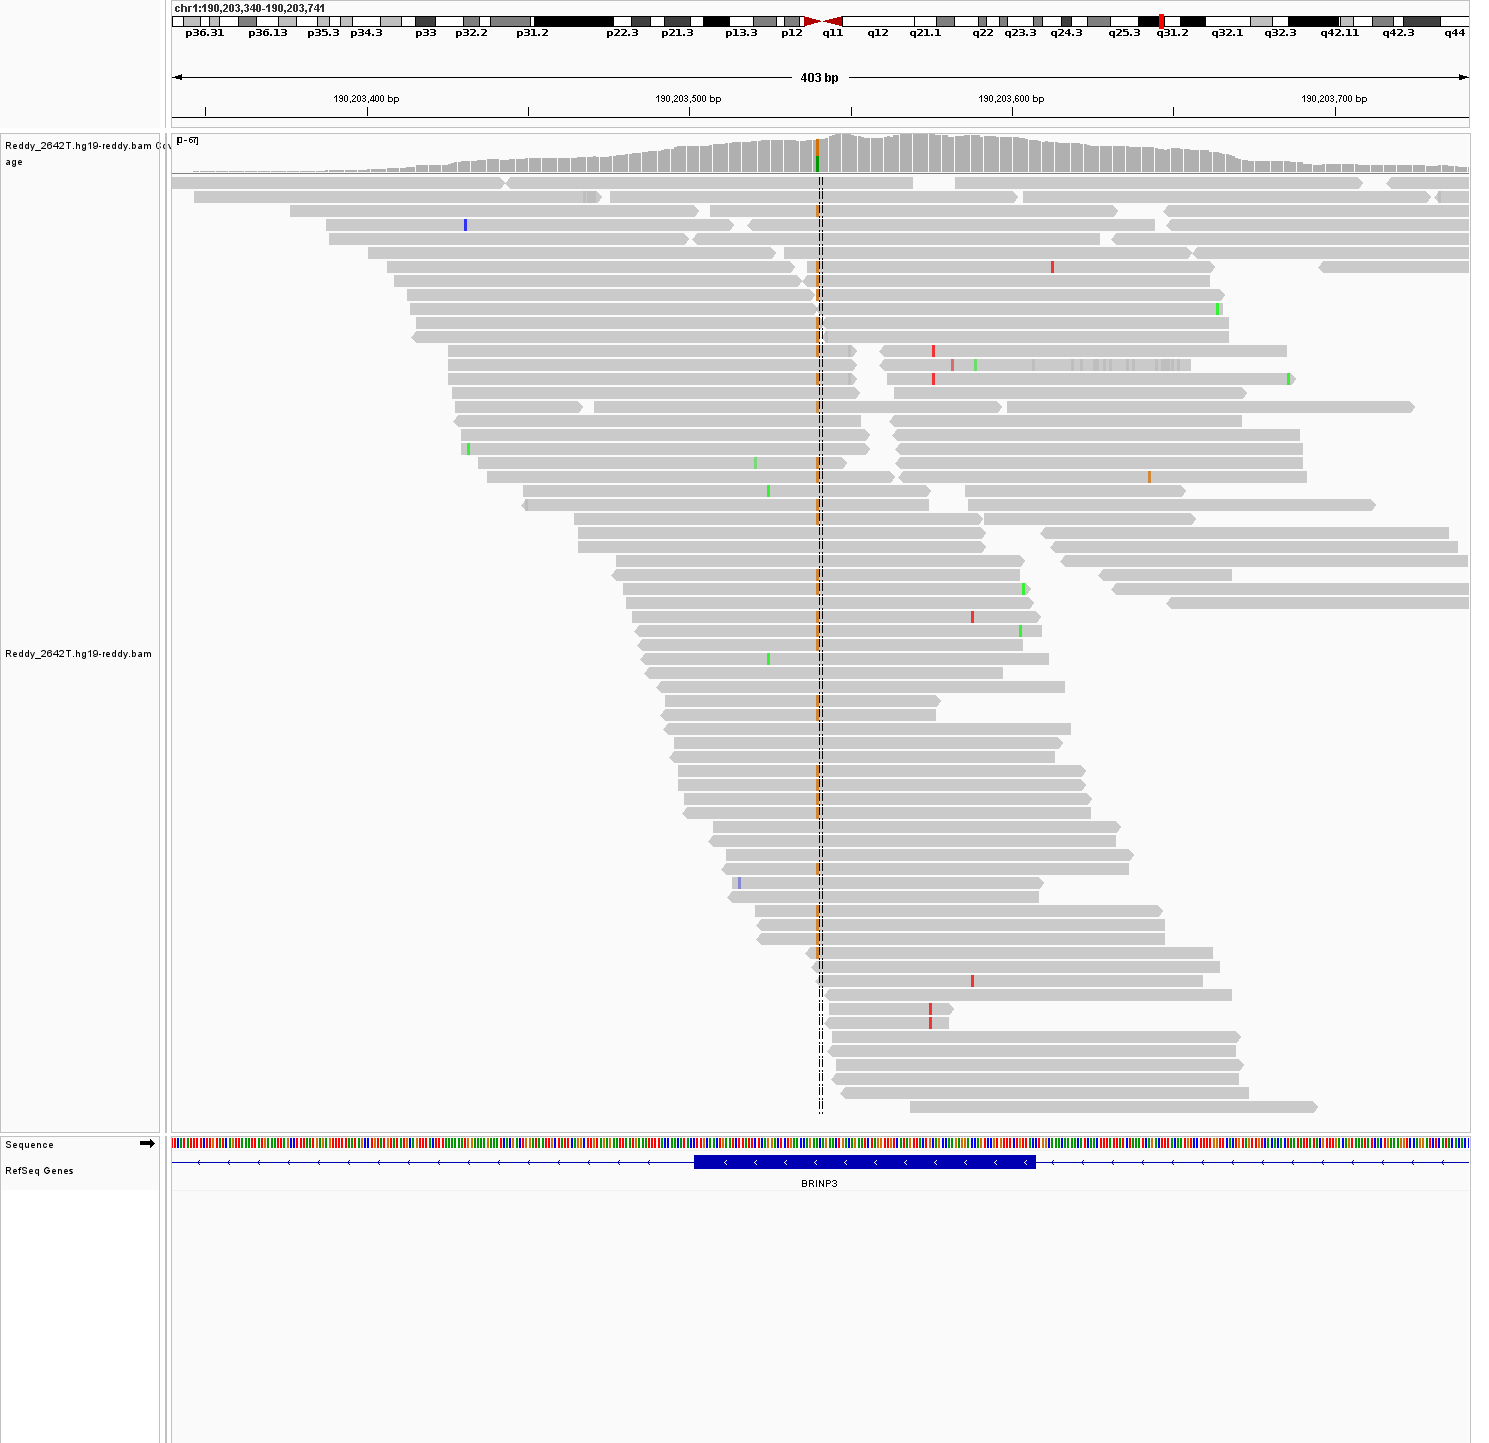 chr1:190,203,340-190,203,741
p36.31 p36.13 p35.3 p34.3 p33 p32.2 p31.2 p22.3 p21.3 p13.3 p12 q11 q12 q21.1 q22 q23.3 q24.3 q25.3 q31.2 q32.1 q32.3 q42.11 q42.3 q44
403 bp
190,203,400 bp 190,203,500 bp 190,203,600 bp 190,203,700 bp
[0-67]
Reddy_2642T.hg19-reddy.bam Cov
age
Reddy_2642T.hg19-reddy.bam
Sequence
RefSeq Genes
BRINP3